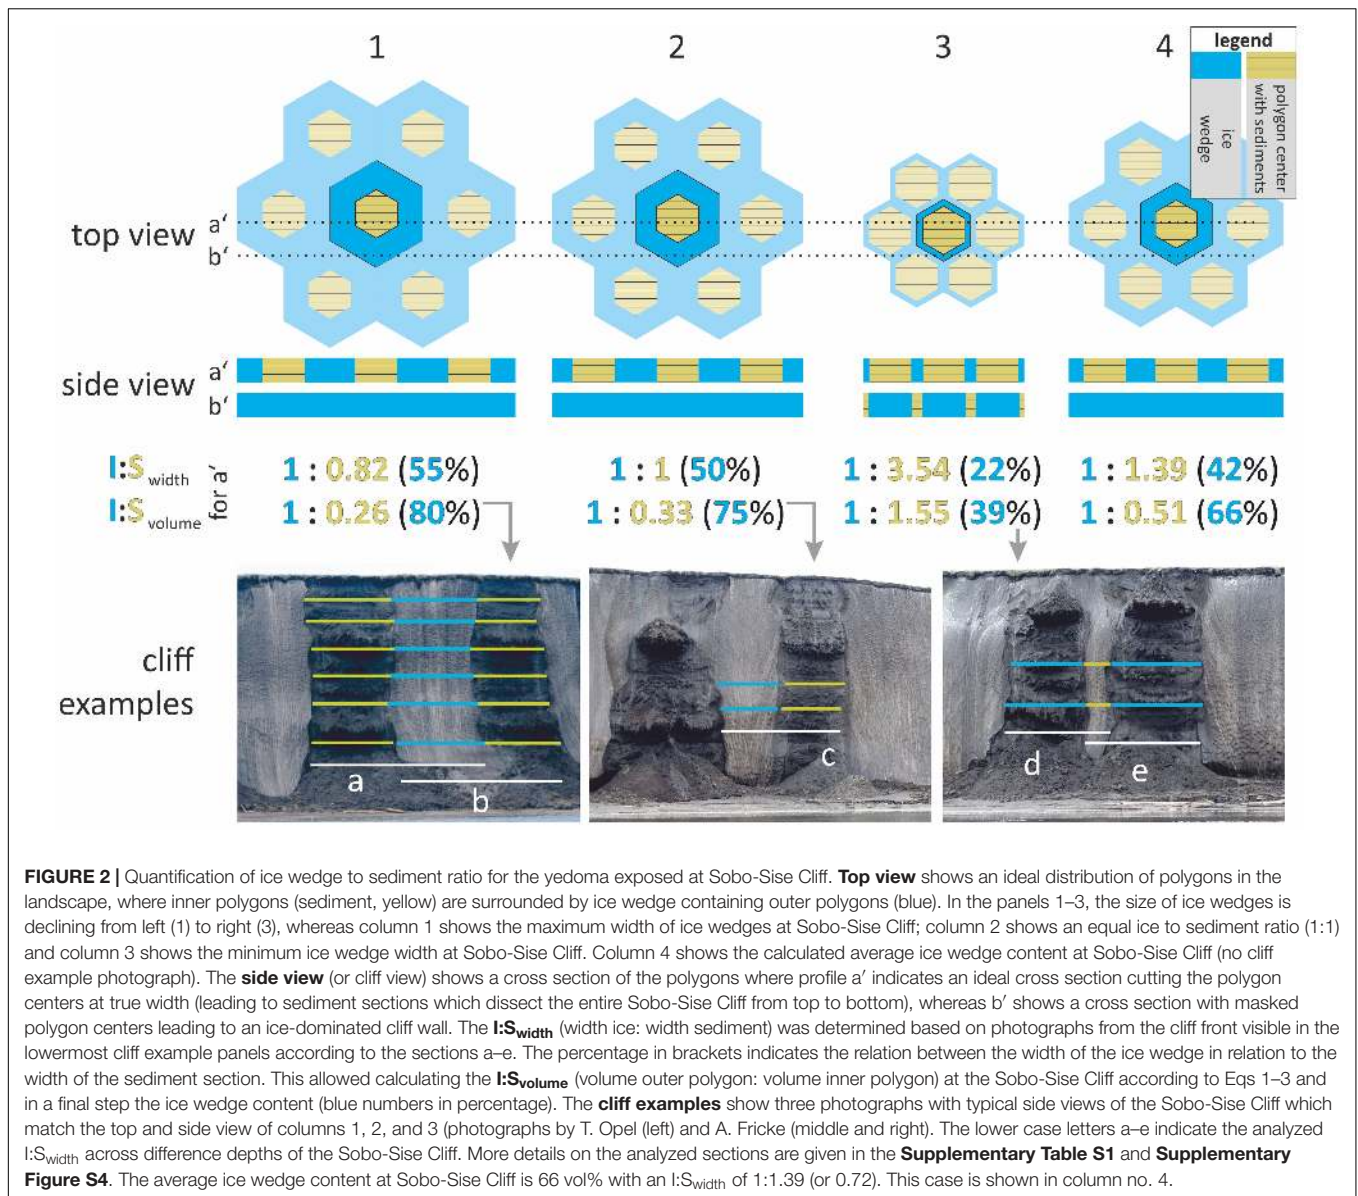 1 2 3 4
legend
ice wedge
polygon center with sediments
top view
a‘
b‘
side view
a‘
b‘
I:S width
for a‘
1 : 0.82 (55%) 1 : 1 (50%) 1 : 3.54 (22%) 1 : 1.39 (42%)
I:S volume
1 : 0.26 (80%) 1 : 0.33 (75%) 1 : 1.55 (39%) 1 : 0.51 (66%)
cliff
examples
a
b
c
d
e
FIGURE 2 | Quantification of ice wedge to sediment ratio for the yedoma exposed at Sobo-Sise Cliff. Top view shows an ideal distribution of polygons in the
landscape, where inner polygons (sediment, yellow) are surrounded by ice wedge containing outer polygons (blue). In the panels 1–3, the size of ice wedges is
declining from left (1) to right (3), whereas column 1 shows the maximum width of ice wedges at Sobo-Sise Cliff; column 2 shows an equal ice to sediment ratio (1:1)
and column 3 shows the minimum ice wedge width at Sobo-Sise Cliff. Column 4 shows the calculated average ice wedge content at Sobo-Sise Cliff (no cliff
example photograph). The side view (or cliff view) shows a cross section of the polygons where profile a′ indicates an ideal cross section cutting the polygon
centers at true width (leading to sediment sections which dissect the entire Sobo-Sise Cliff from top to bottom), whereas b′ shows a cross section with masked
polygon centers leading to an ice-dominated cliff wall. The I:Swidth (width ice: width sediment) was determined based on photographs from the cliff front visible in the
lowermost cliff example panels according to the sections a–e. The percentage in brackets indicates the relation between the width of the ice wedge in relation to the
width of the sediment section. This allowed calculating the I:Svolume (volume outer polygon: volume inner polygon) at the Sobo-Sise Cliff according to Eqs 1–3 and
in a final step the ice wedge content (blue numbers in percentage). The cliff examples show three photographs with typical side views of the Sobo-Sise Cliff which
match the top and side view of columns 1, 2, and 3 (photographs by T. Opel (left) and A. Fricke (middle and right). The lower case letters a–e indicate the analyzed
I:Swidth across difference depths of the Sobo-Sise Cliff. More details on the analyzed sections are given in the Supplementary Table S1 and Supplementary
Figure S4. The average ice wedge content at Sobo-Sise Cliff is 66 vol% with an I:Swidth of 1:1.39 (or 0.72). This case is shown in column no. 4.